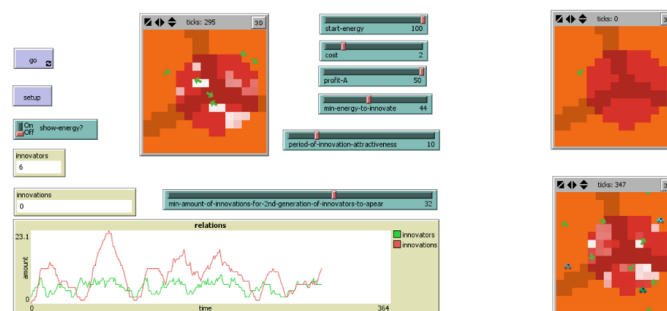 ticks: 295
3D
start-energy 100
cost 2
profit-A 50
min-energy-to-innovate 44
period-of-innovation-attractiveness 10
go
setup
On
Off
show-energy?
innovators
6
innovations
0
min-amount-of-innovations-for-2nd-generation-of-innovators-to-apear 32
relations
23.1
amount
0
0
time
364
innovators
innovations
ticks: 0
ticks: 347